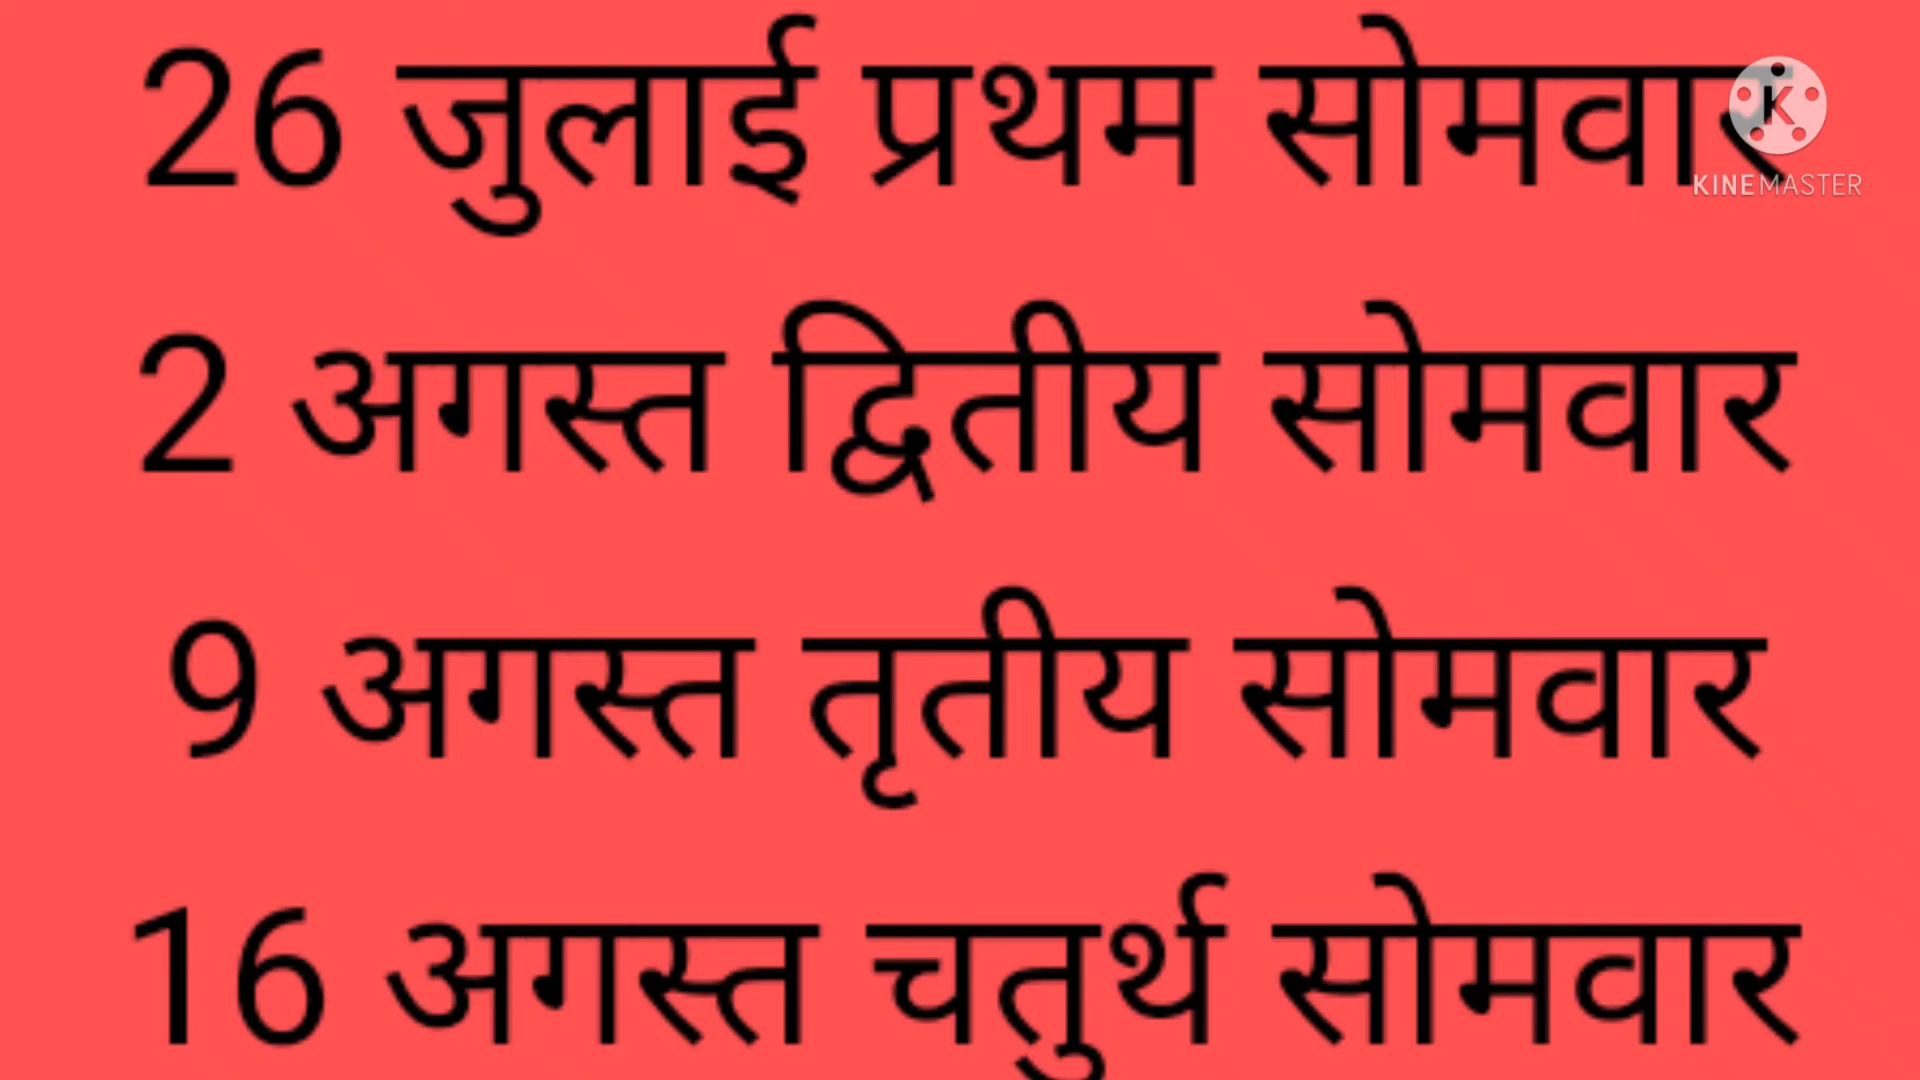 26 जुलाई प्रथम सोमवार
KINEMASTER
2 अगस्त द्वितीय सोमवार
9 अगस्त तृतीय सोमवार
16 अगस्त चतुर्थ सोमवार